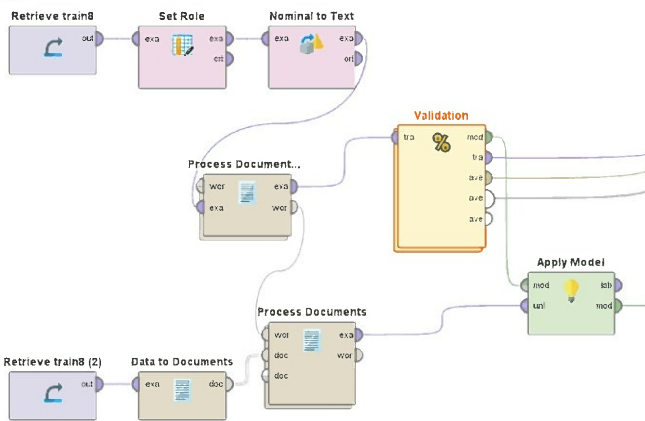 Retrieve train8
out
Set Role
exa exa
ori
Nominal to Text
exa exa
ori
Validation
tra mod
tra
ave
ave
ave
Process Document...
wor exa
exa wor
Apply Model
mod lab
unl mod
Process Documents
wor exa
doc wor
doc
Retrieve train8 (2)
out
Data to Documents
exa doc